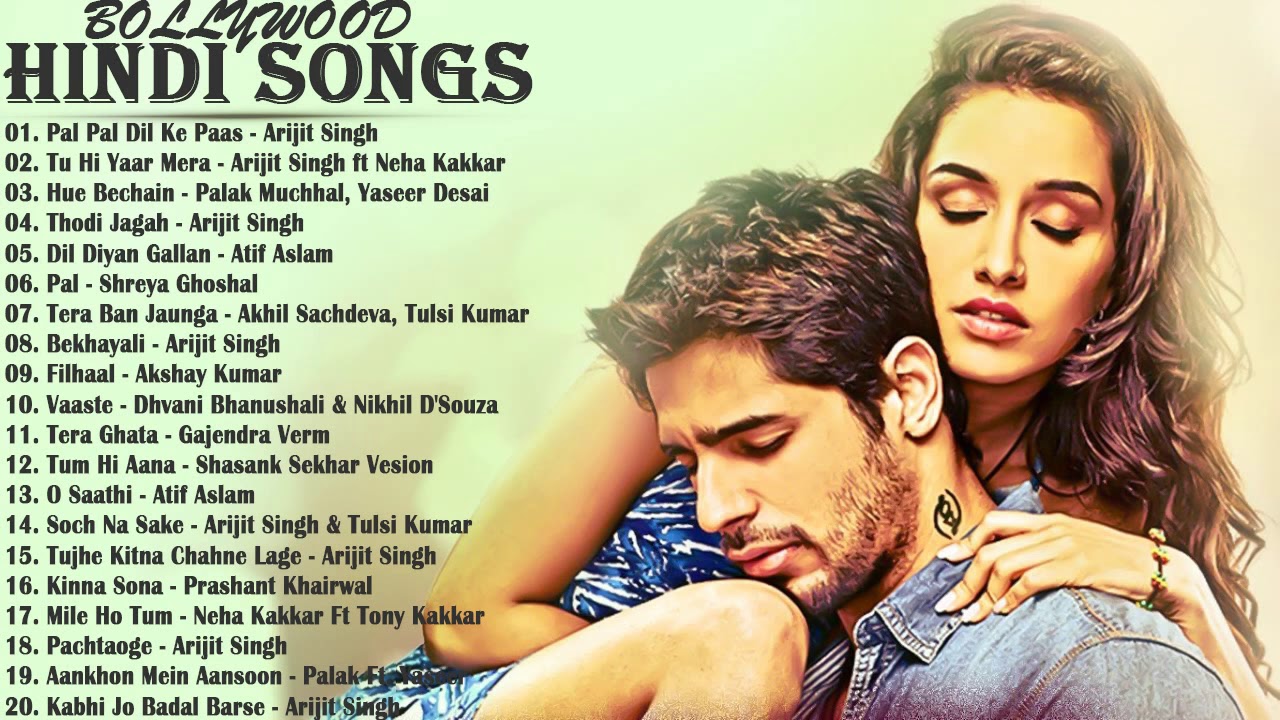 BOLLYWOOD
HINDI SONGS
01. Pal Pal Dil Ke Paas - Arijit Singh
02. Tu Hi Yaar Mera - Arijit Singh ft Neha Kakkar
03. Hue Bechain - Palak Muchhal, Yaseer Desai
04. Thodi Jagah - Arijit Singh
05. Dil Diyan Gallan - Atif Aslam
06. Pal - Shreya Ghoshal
07. Tera Ban Jaunga - Akhil Sachdeva, Tulsi Kumar
08. Bekhayali - Arijit Singh
09. Filhaal - Akshay Kumar
10. Vaaste - Dhvani Bhanushali & Nikhil D'Souza
11. Tera Ghata - Gajendra Verm
12. Tum Hi Aana - Shasank Sekhar Vesion
13. O Saathi - Atif Aslam
14. Soch Na Sake - Arijit Singh & Tulsi Kumar
15. Tujhe Kitna Chahne Lage - Arijit Singh
16. Kinna Sona - Prashant Khairwal
17. Mile Ho Tum - Neha Kakkar Ft Tony Kakkar
18. Pachtaoge - Arijit Singh
19. Aankhon Mein Aansoon - Palak Ft. Yaseer
20. Kabhi Jo Badal Barse - Arijit Singh